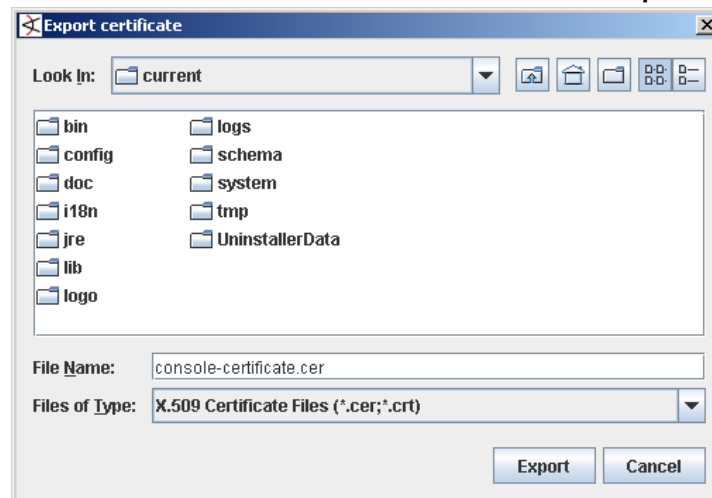 Export certificate
Look In: current
bin logs
config schema
doc system
i18n tmp
jre UninstallerData
lib
logo
File Name: console-certificate.cer
Files of Type: X.509 Certificate Files (*.cer;*.crt)
Export Cancel